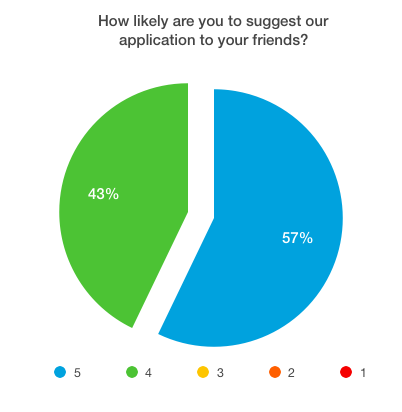 How likely are you to suggest our
application to your friends?
43%
57%
5 4 3 2 1